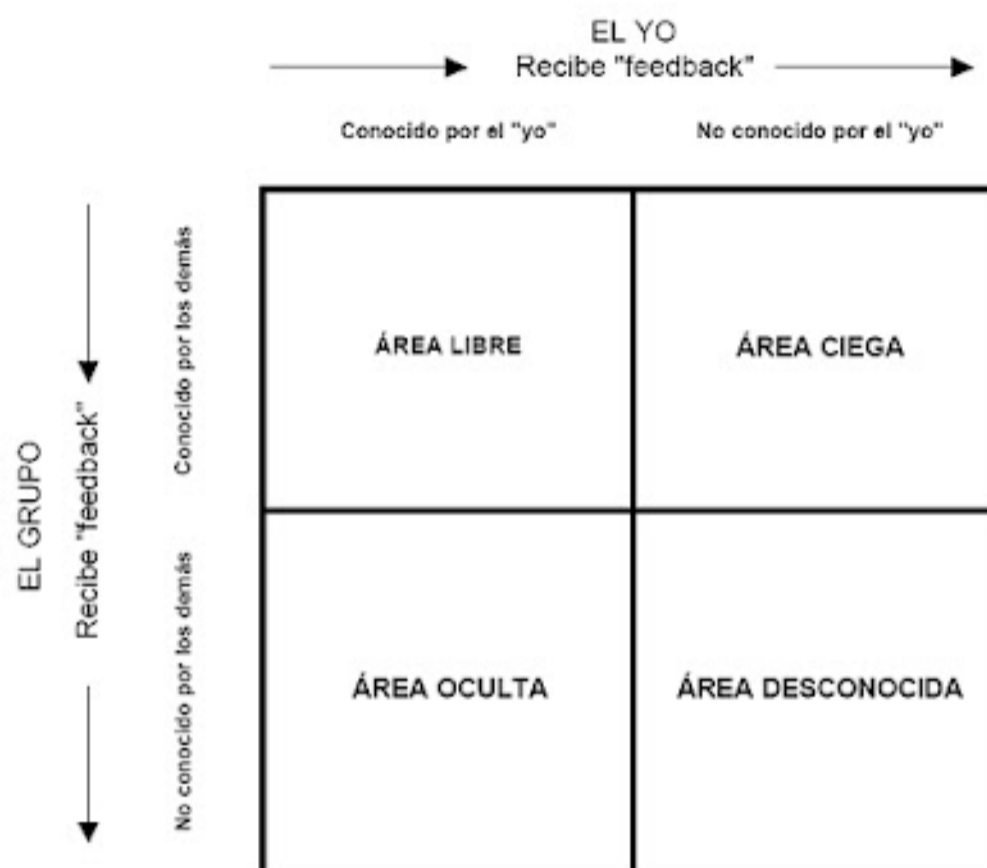 EL YO
Recibe "feedback"
Conocido por el "yo"
No conocido por el "yo"
EL GRUPO
Recibe "feedback"
Conocido por los demás
ÁREA LIBRE
ÁREA CIEGA
No conocido por los demás
ÁREA OCULTA
ÁREA DESCONOCIDA